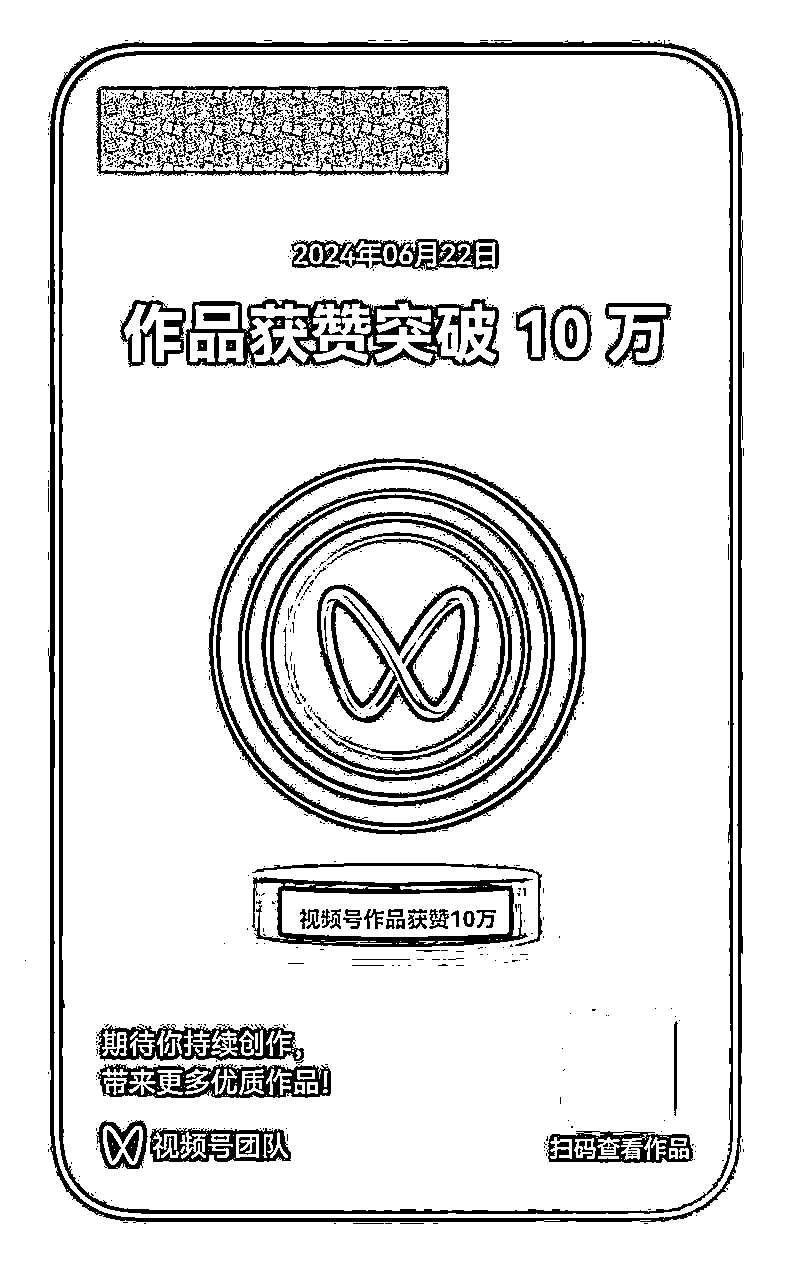 2024年06月22日
作品获赞突破 10 万
视频号作品获赞10万
期待你持续创作,
带来更多优质作品!
视频号团队
扫码查看作品